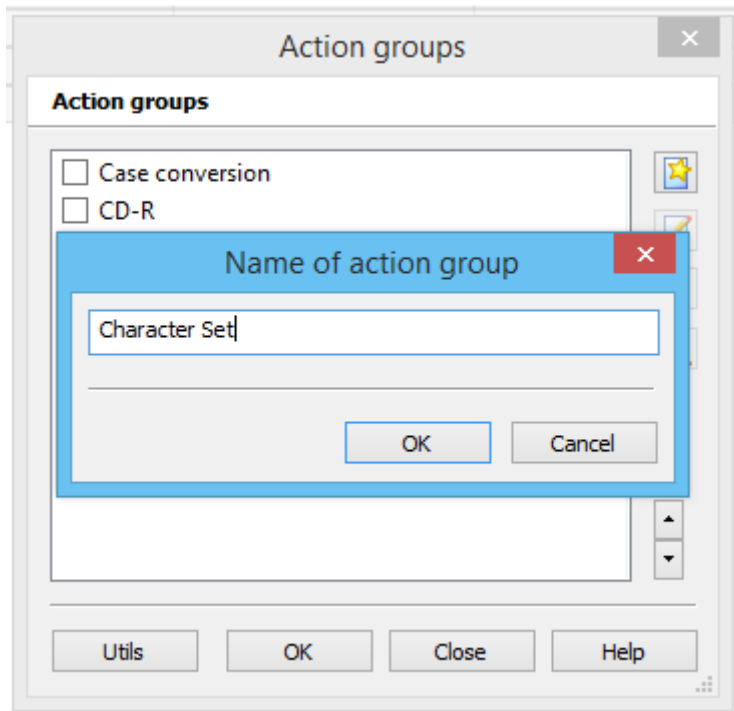 Action groups
Action groups
Case conversion
CD-R
Name of action group
Character Set
OK Cancel
Utils OK Close Help